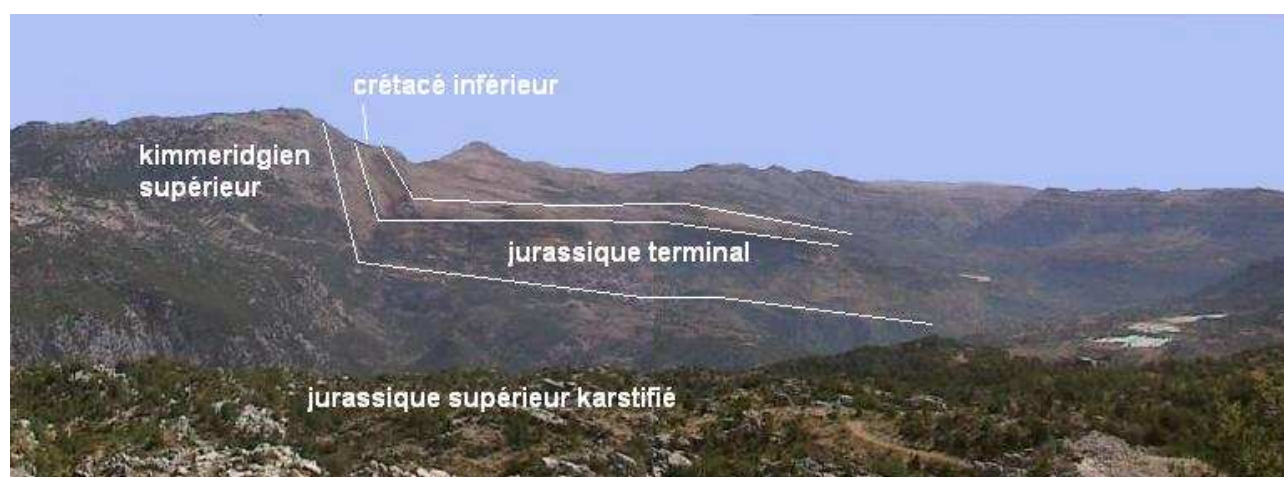 crétacé inférieur
kimmeridgien
supérieur
jurassique terminal
jurassique supérieur karstifié